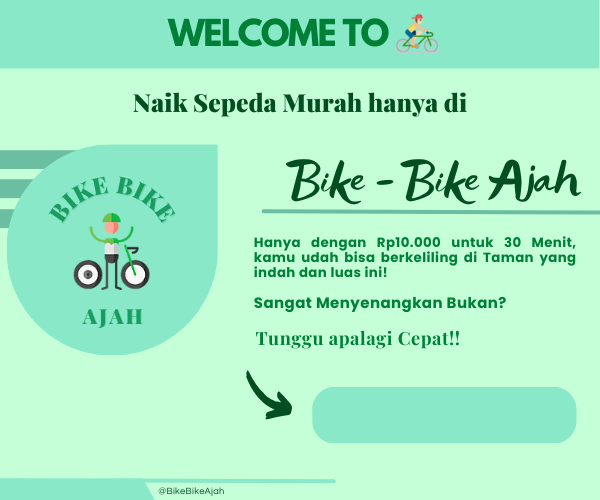 WELCOME TO
Naik Sepeda Murah hanya di
BIKE BIKE
AJAH
Bike - Bike Ajah
Hanya dengan Rp10.000 untuk 30 Menit,
kamu udah bisa berkeliling di Taman yang
indah dan luas ini!
Sangat Menyenangkan Bukan?
Tunggu apalagi Cepat!!
@BikeBikeAjah